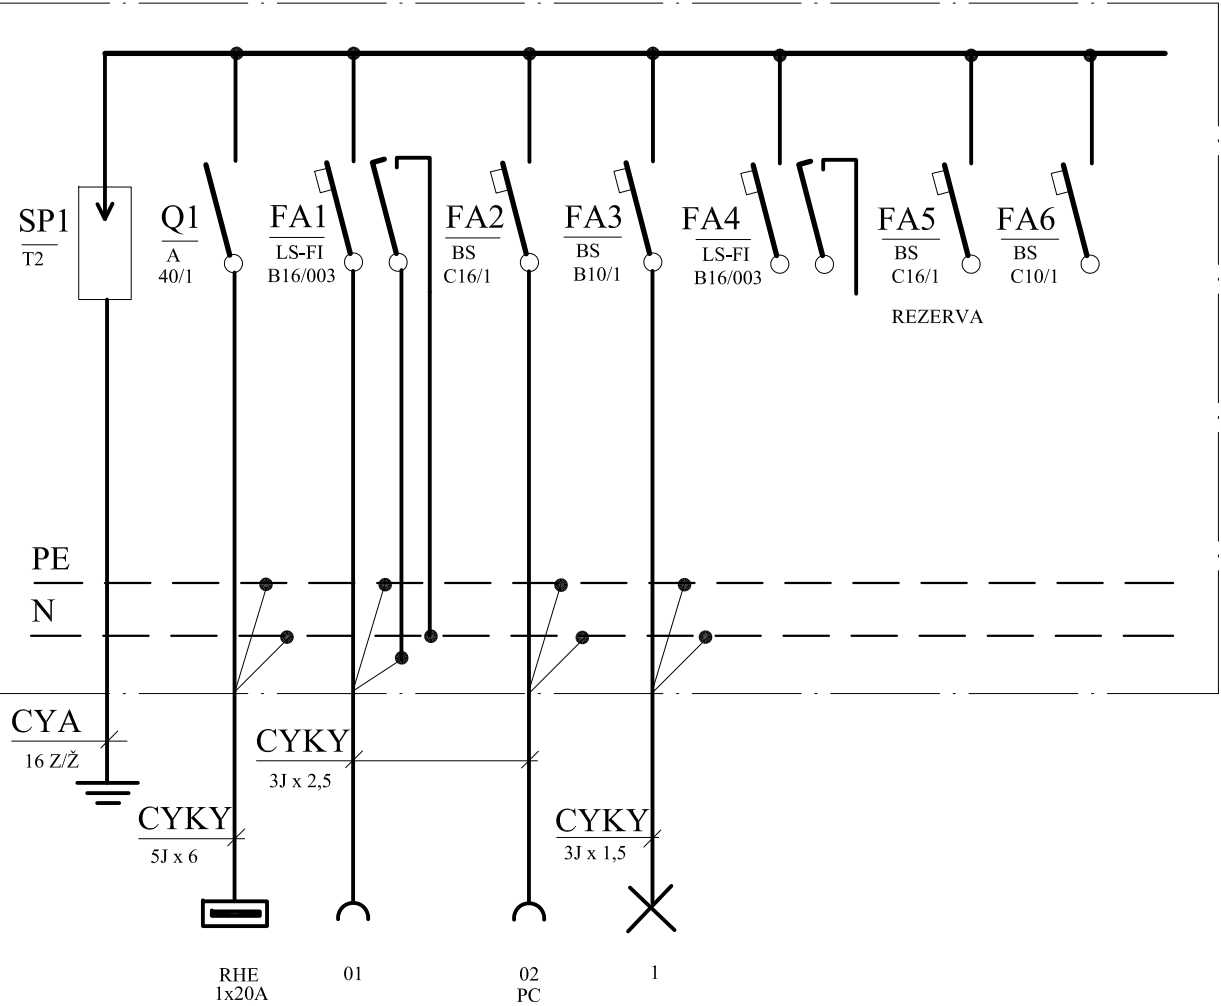 SP1
T2
Q1
A
40/1
FA1
LS-FI
B16/003
FA2
BS
C16/1
FA3
BS
B10/1
FA4
LS-FI
B16/003
FA5
BS
C16/1
FA6
BS
C10/1
REZERVA
PE
N
CYA
16 Z/Ž
CYKY
3J x 2,5
CYKY
5J x 6
CYKY
3J x 1,5
RHE
1x20A
01
02
PC
1